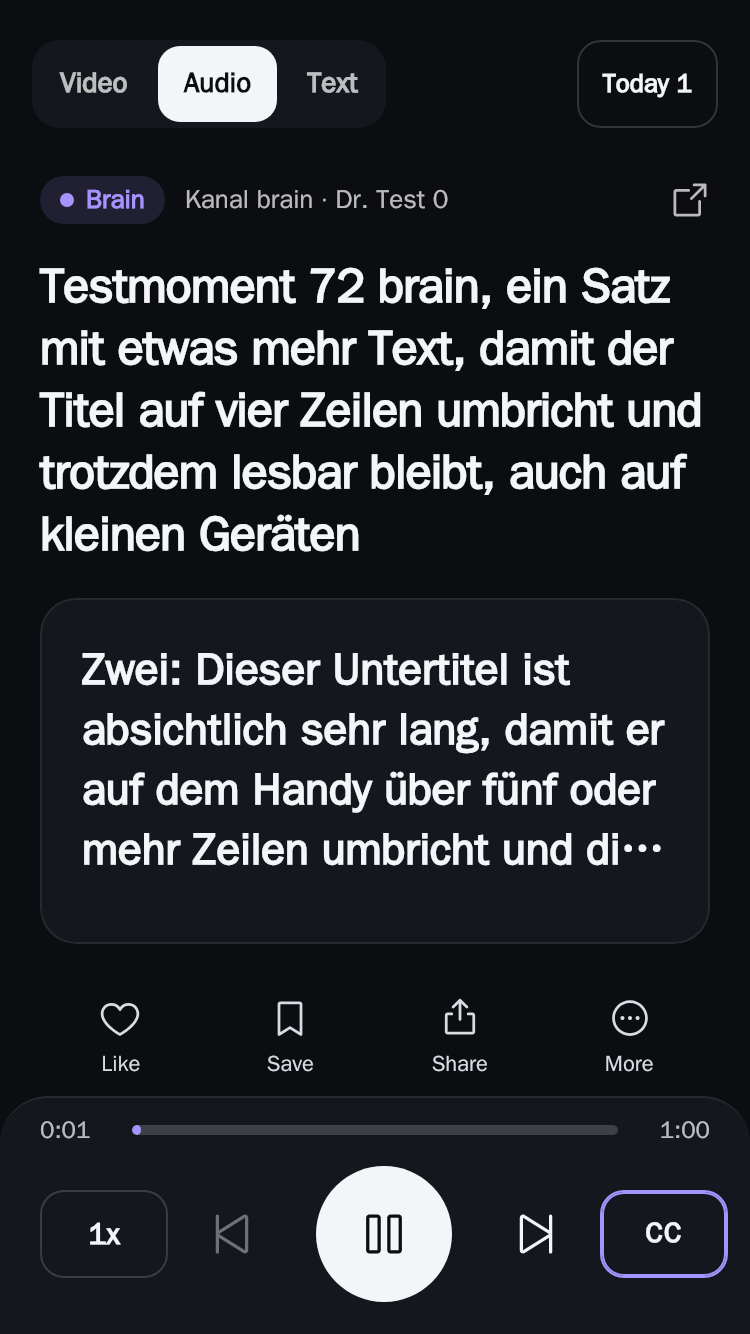 Video Audio Text Today 1
Brain Kanal brain · Dr. Test 0
Testmoment 72 brain, ein Satz
mit etwas mehr Text, damit der
Titel auf vier Zeilen umbricht und
trotzdem lesbar bleibt, auch auf
kleinen Geräten
Zwei: Dieser Untertitel ist
absichtlich sehr lang, damit er
auf dem Handy über fünf oder
mehr Zeilen umbricht und di…
Like Save Share More
0:01 1:00
1x CC